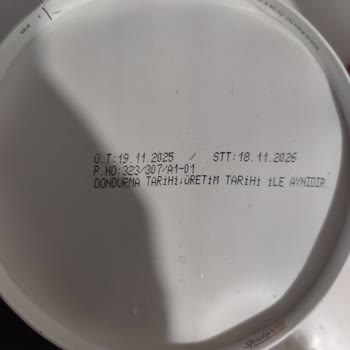 Ü.T:19.11.2025 / STT:18.11.2026
P.NO:323/307/A1-01
DONDURMA TARİHİ:ÜRETİM TARİHİ İLE AYNIDIR.